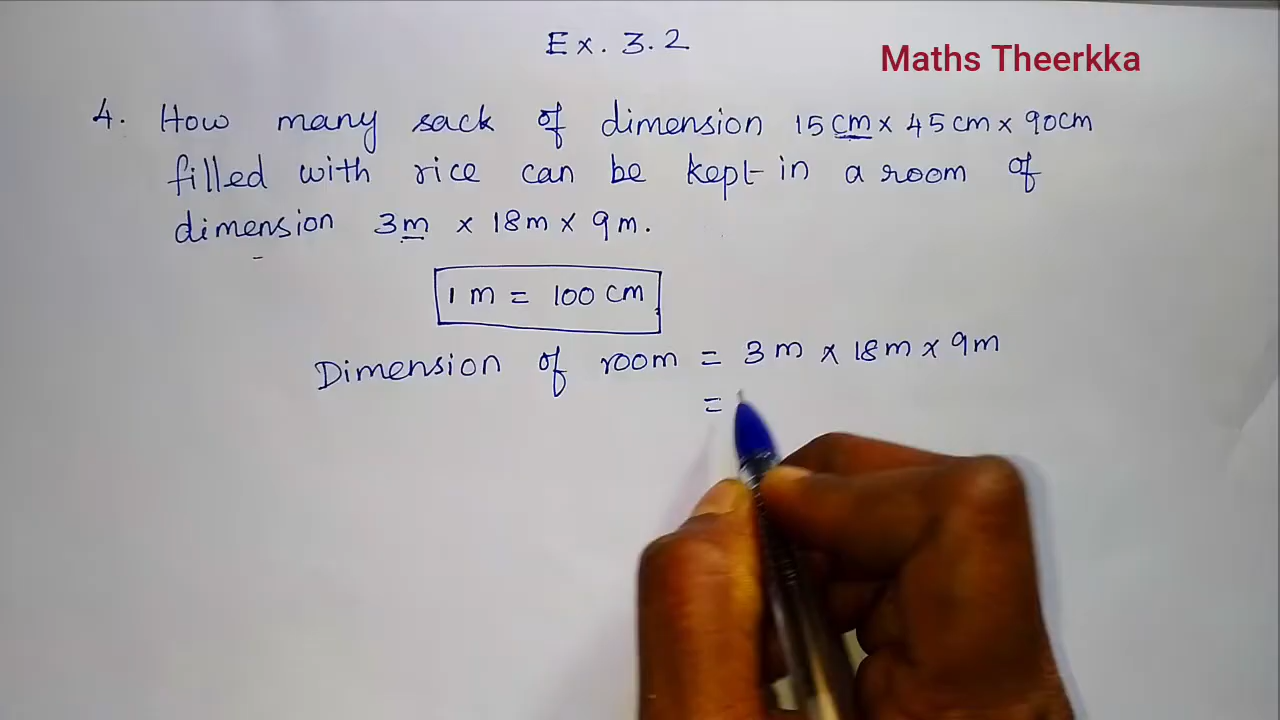 Ex. 3.2
Maths Theerkka
4. How many sack of dimension 15cm x 45cm x 90cm
filled with rice can be kept in a room of
dimension 3m x 18m x 9m.
1 m = 100 cm
Dimension of room = 3m x 18m x 9m
=